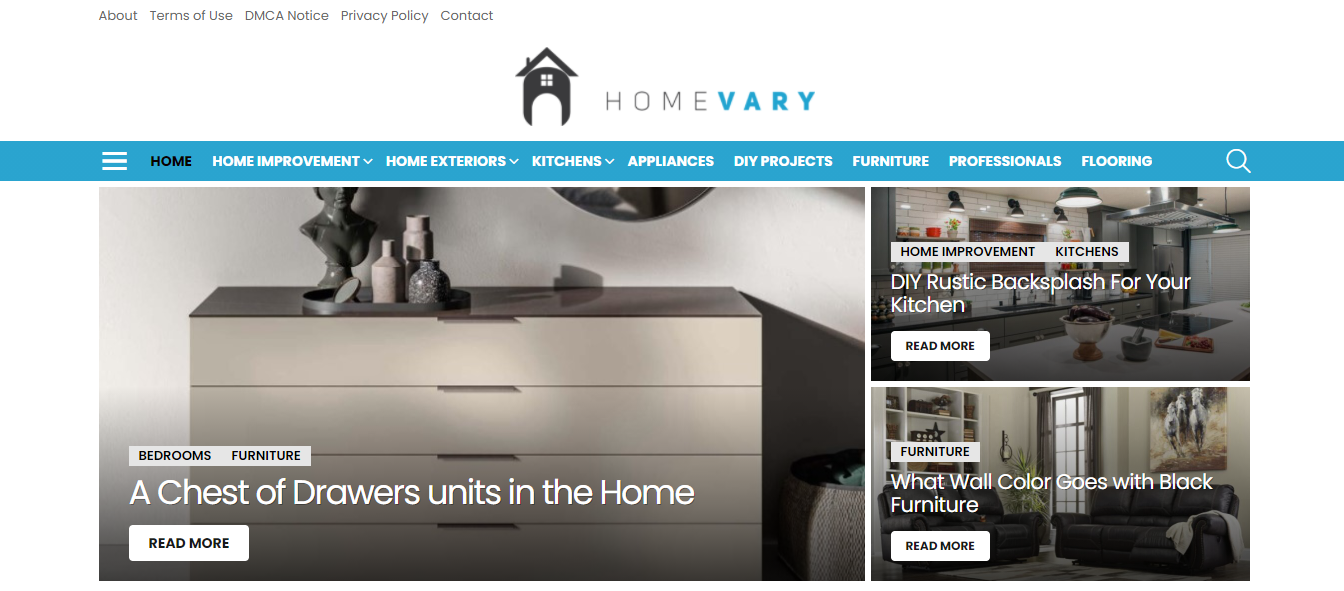 About Terms of Use DMCA Notice Privacy Policy Contact
HOMEVARY
HOME HOME IMPROVEMENT HOME EXTERIORS KITCHENS APPLIANCES DIY PROJECTS FURNITURE PROFESSIONALS FLOORING
BEDROOMS FURNITURE
A Chest of Drawers units in the Home
READ MORE
HOME IMPROVEMENT KITCHENS
DIY Rustic Backsplash For Your
Kitchen
READ MORE
FURNITURE
What Wall Color Goes with Black
Furniture
READ MORE